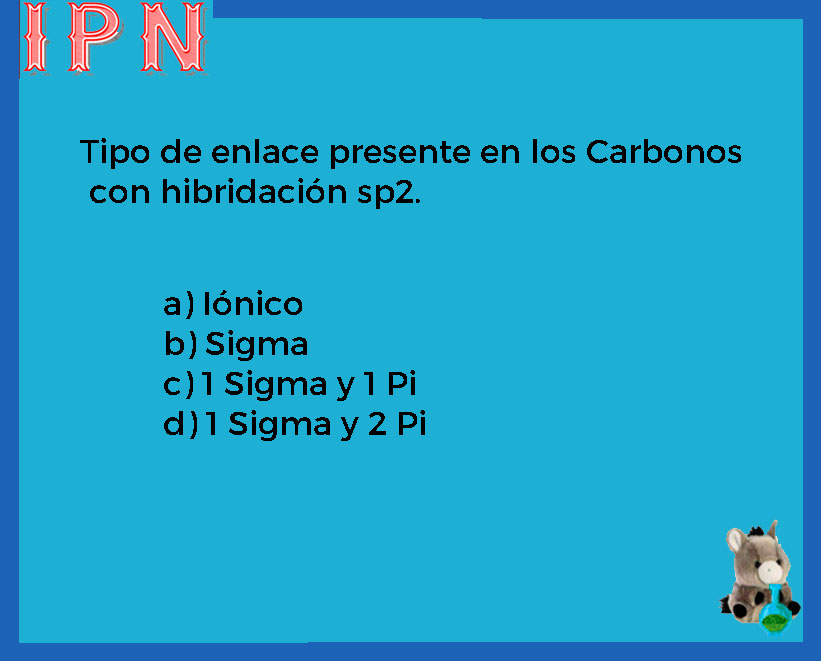 IPN
Tipo de enlace presente en los Carbonos
con hibridación sp2.
a) Iónico
b) Sigma
c) 1 Sigma y 1 Pi
d) 1 Sigma y 2 Pi